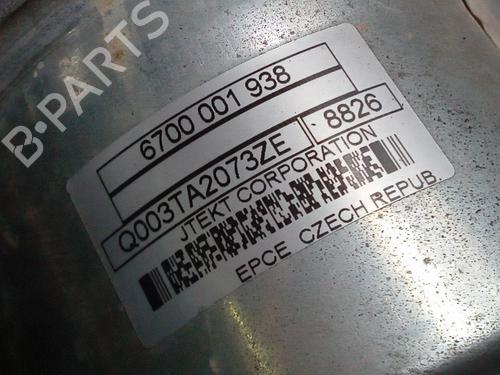 B-PARTS
6700 001 938
Q003TA2073ZE 8826
JTEKT CORPORATION
EPCE CZECH REPUB.